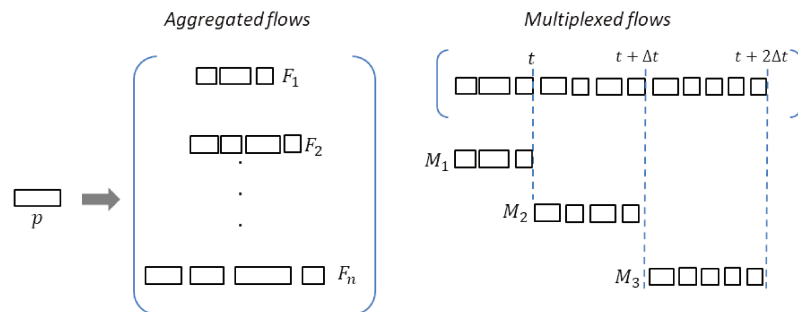 Aggregated flows
Multiplexed flows
t
t + Δt
t + 2Δt
F1
F2
.
.
.
Fn
p
M1
M2
M3